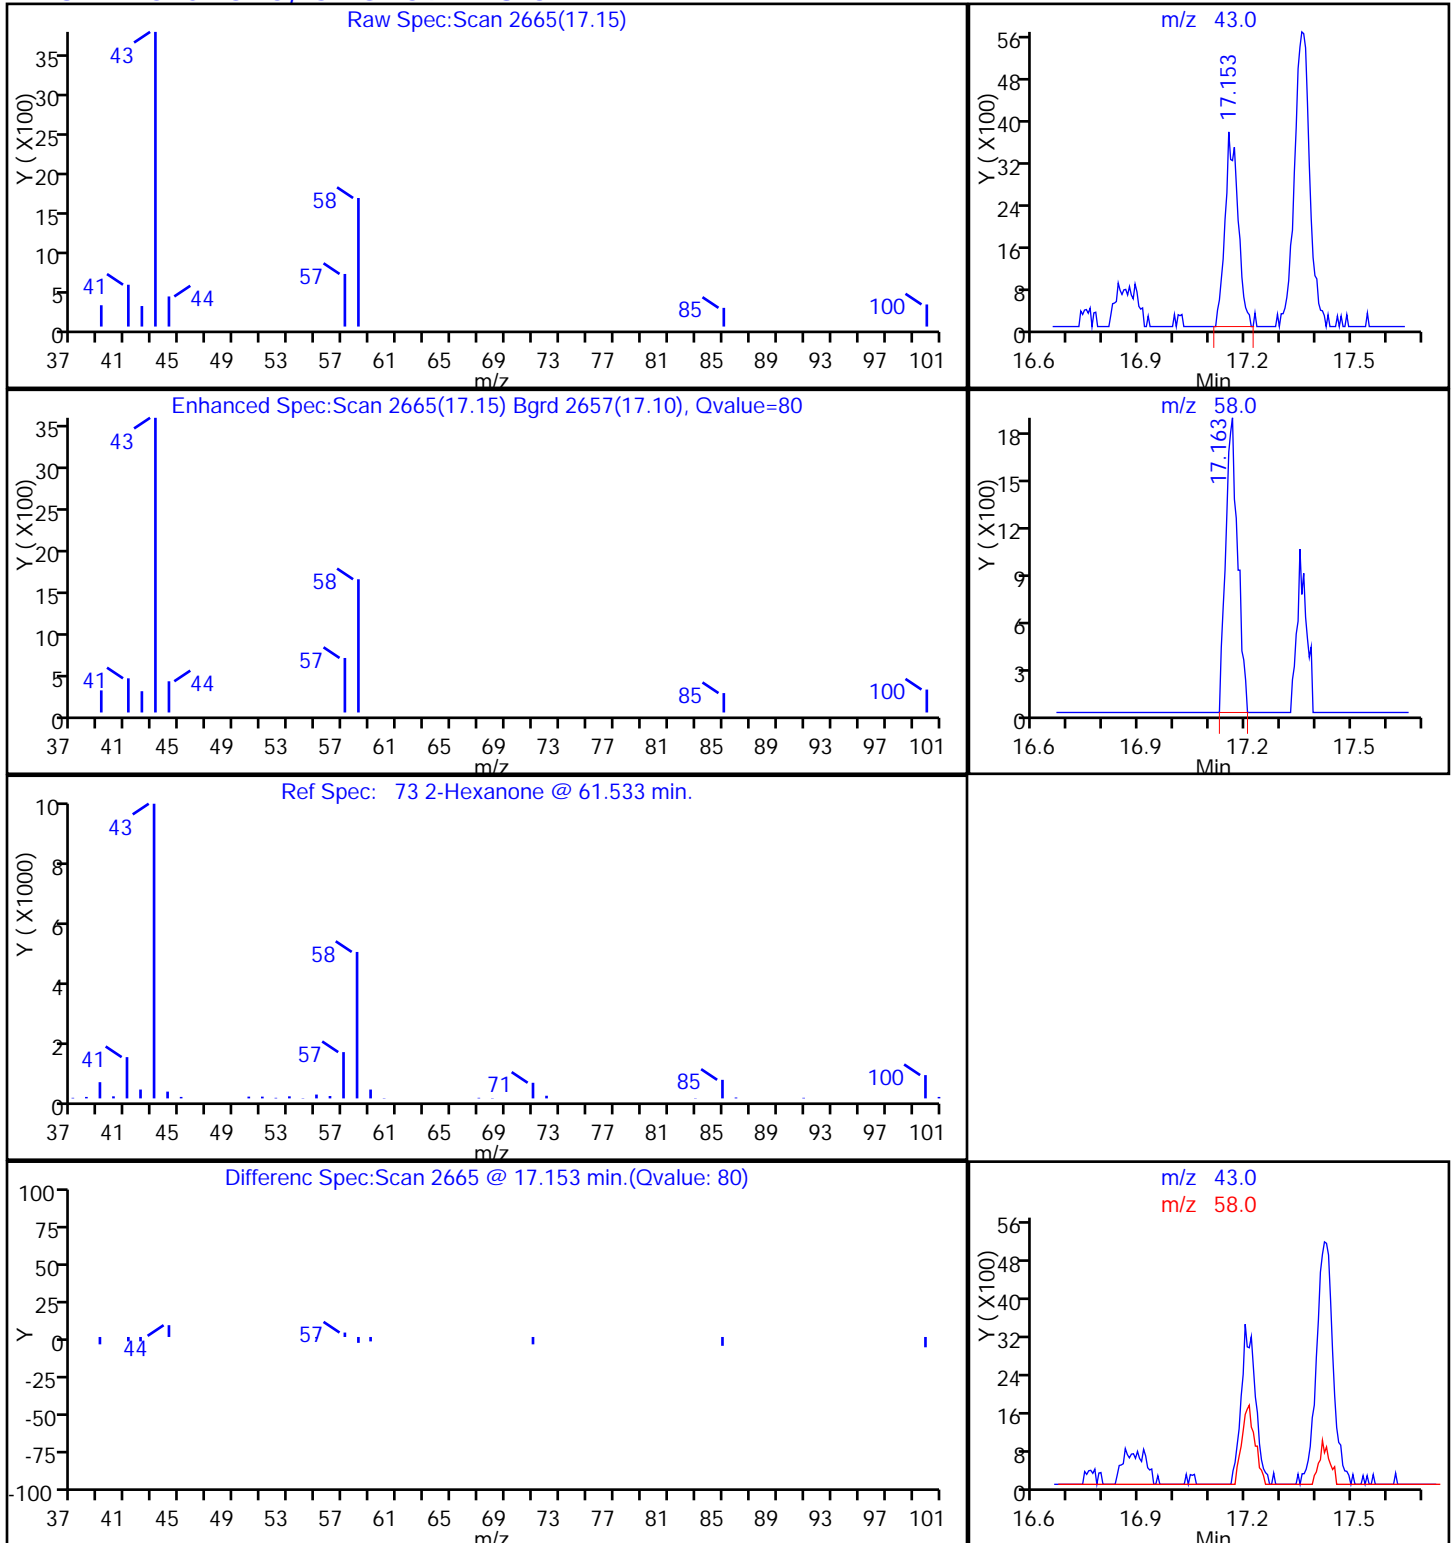 Raw Spec:Scan 2665(17.15)
Y ( X100)
35
30
25
20
15
10
5
0
43
41
44
57
58
85
100
37 41 45 49 53 57 61 65 69 73 77 81 85 89 93 97 101
m/z
m/z 43.0
Y ( X100)
56
48
40
32
24
16
8
0
17.153
16.6 16.9 17.2 17.5
Min
Enhanced Spec:Scan 2665(17.15) Bgrd 2657(17.10), Qvalue=80
Y ( X100)
35
30
25
20
15
10
5
0
43
41
44
57
58
85
100
37 41 45 49 53 57 61 65 69 73 77 81 85 89 93 97 101
m/z
m/z 58.0
Y ( X100)
18
15
12
9
6
3
0
17.163
16.6 16.9 17.2 17.5
Min
Ref Spec: 73 2-Hexanone @ 61.533 min.
Y ( X1000)
10
8
6
4
2
0
43
41
57
58
71
85
100
37 41 45 49 53 57 61 65 69 73 77 81 85 89 93 97 101
m/z
Differenc Spec:Scan 2665 @ 17.153 min.(Qvalue: 80)
Y
100
75
50
25
0
-25
-50
-75
-100
44
57
37 41 45 49 53 57 61 65 69 73 77 81 85 89 93 97 101
m/z
m/z 43.0
m/z 58.0
Y ( X100)
56
48
40
32
24
16
8
0
16.6 16.9 17.2 17.5
Min